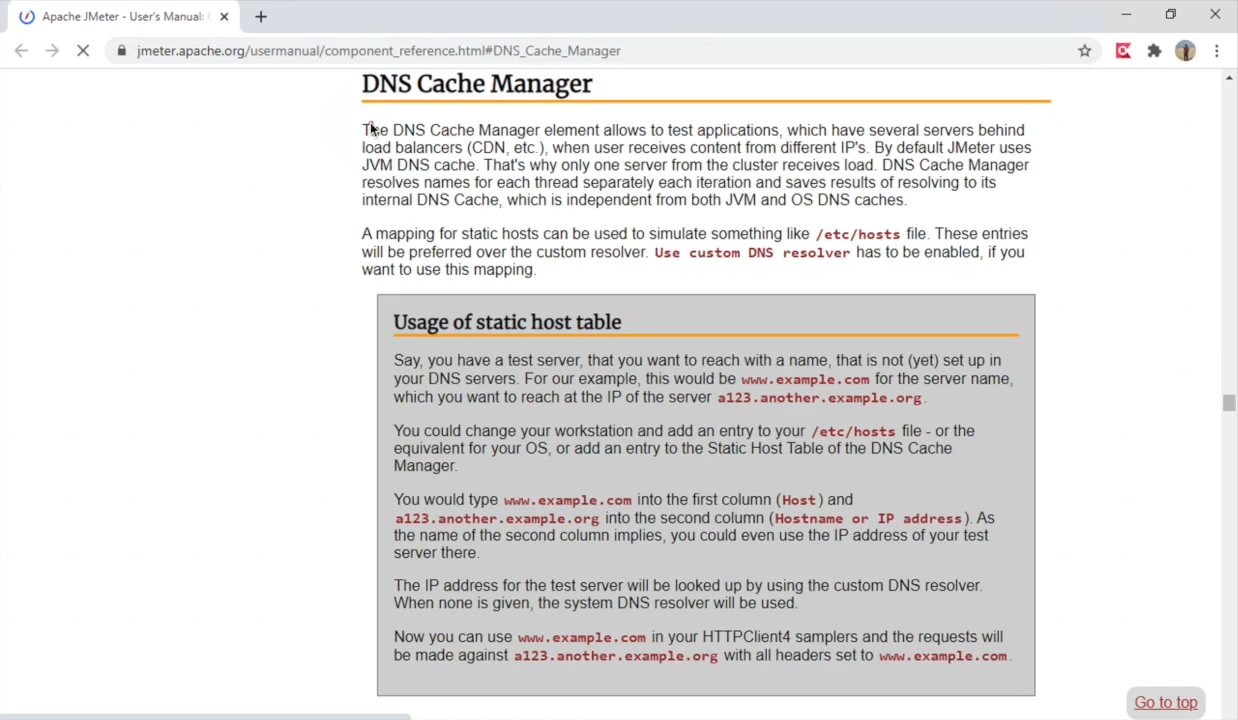 Apache JMeter - User's Manual:
jmeter.apache.org/usermanual/component_reference.html#DNS_Cache_Manager
DNS Cache Manager
The DNS Cache Manager element allows to test applications, which have several servers behind
load balancers (CDN, etc.), when user receives content from different IP's. By default JMeter uses
JVM DNS cache. That's why only one server from the cluster receives load. DNS Cache Manager
resolves names for each thread separately each iteration and saves results of resolving to its
internal DNS Cache, which is independent from both JVM and OS DNS caches.
A mapping for static hosts can be used to simulate something like /etc/hosts file. These entries
will be preferred over the custom resolver. Use custom DNS resolver has to be enabled, if you
want to use this mapping.
Usage of static host table
Say, you have a test server, that you want to reach with a name, that is not (yet) set up in
your DNS servers. For our example, this would be www.example.com for the server name,
which you want to reach at the IP of the server a123.another.example.org.
You could change your workstation and add an entry to your /etc/hosts file - or the
equivalent for your OS, or add an entry to the Static Host Table of the DNS Cache
Manager.
You would type www.example.com into the first column (Host) and
a123.another.example.org into the second column (Hostname or IP address). As
the name of the second column implies, you could even use the IP address of your test
server there.
The IP address for the test server will be looked up by using the custom DNS resolver.
When none is given, the system DNS resolver will be used.
Now you can use www.example.com in your HTTPClient4 samplers and the requests will
be made against a123.another.example.org with all headers set to www.example.com.
Go to top